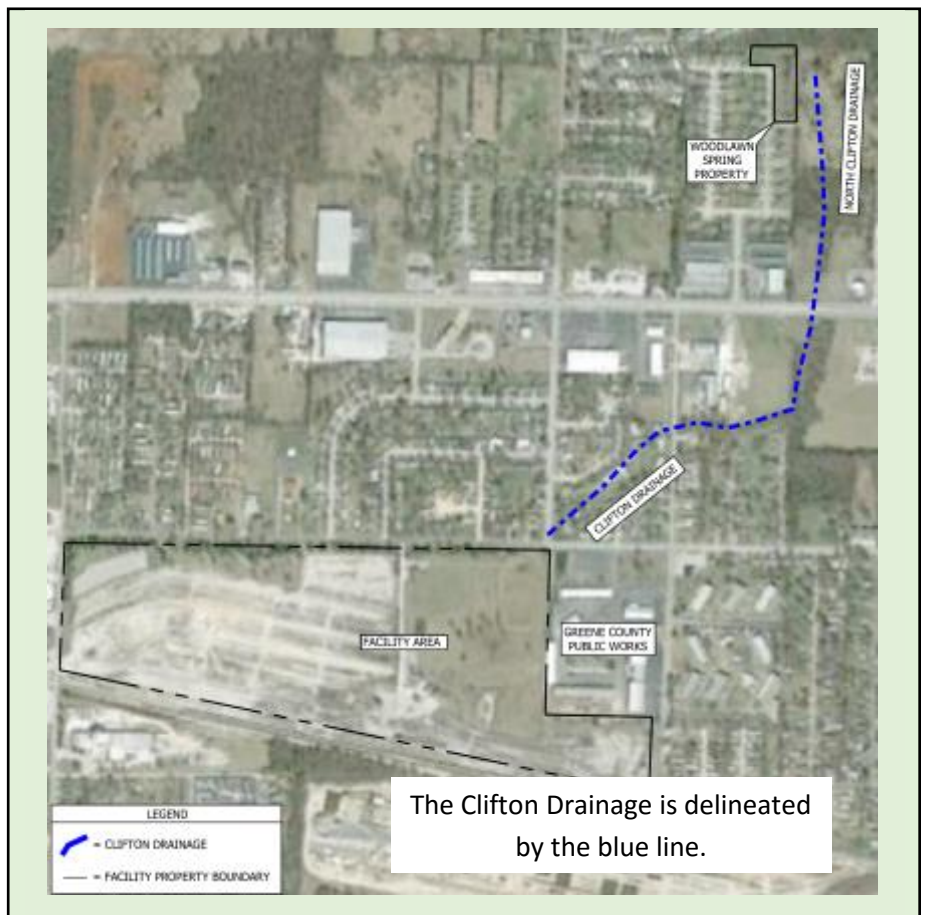 WOODLAWN
SPRING
PROPERTY
NORTH CLIFTON DRAINAGE
CLIFTON DRAINAGE
FACILITY AREA
GREENE COUNTY
PUBLIC WORKS
The Clifton Drainage is delineated
by the blue line.
LEGEND
= CLIFTON DRAINAGE
= FACILITY PROPERTY BOUNDARY